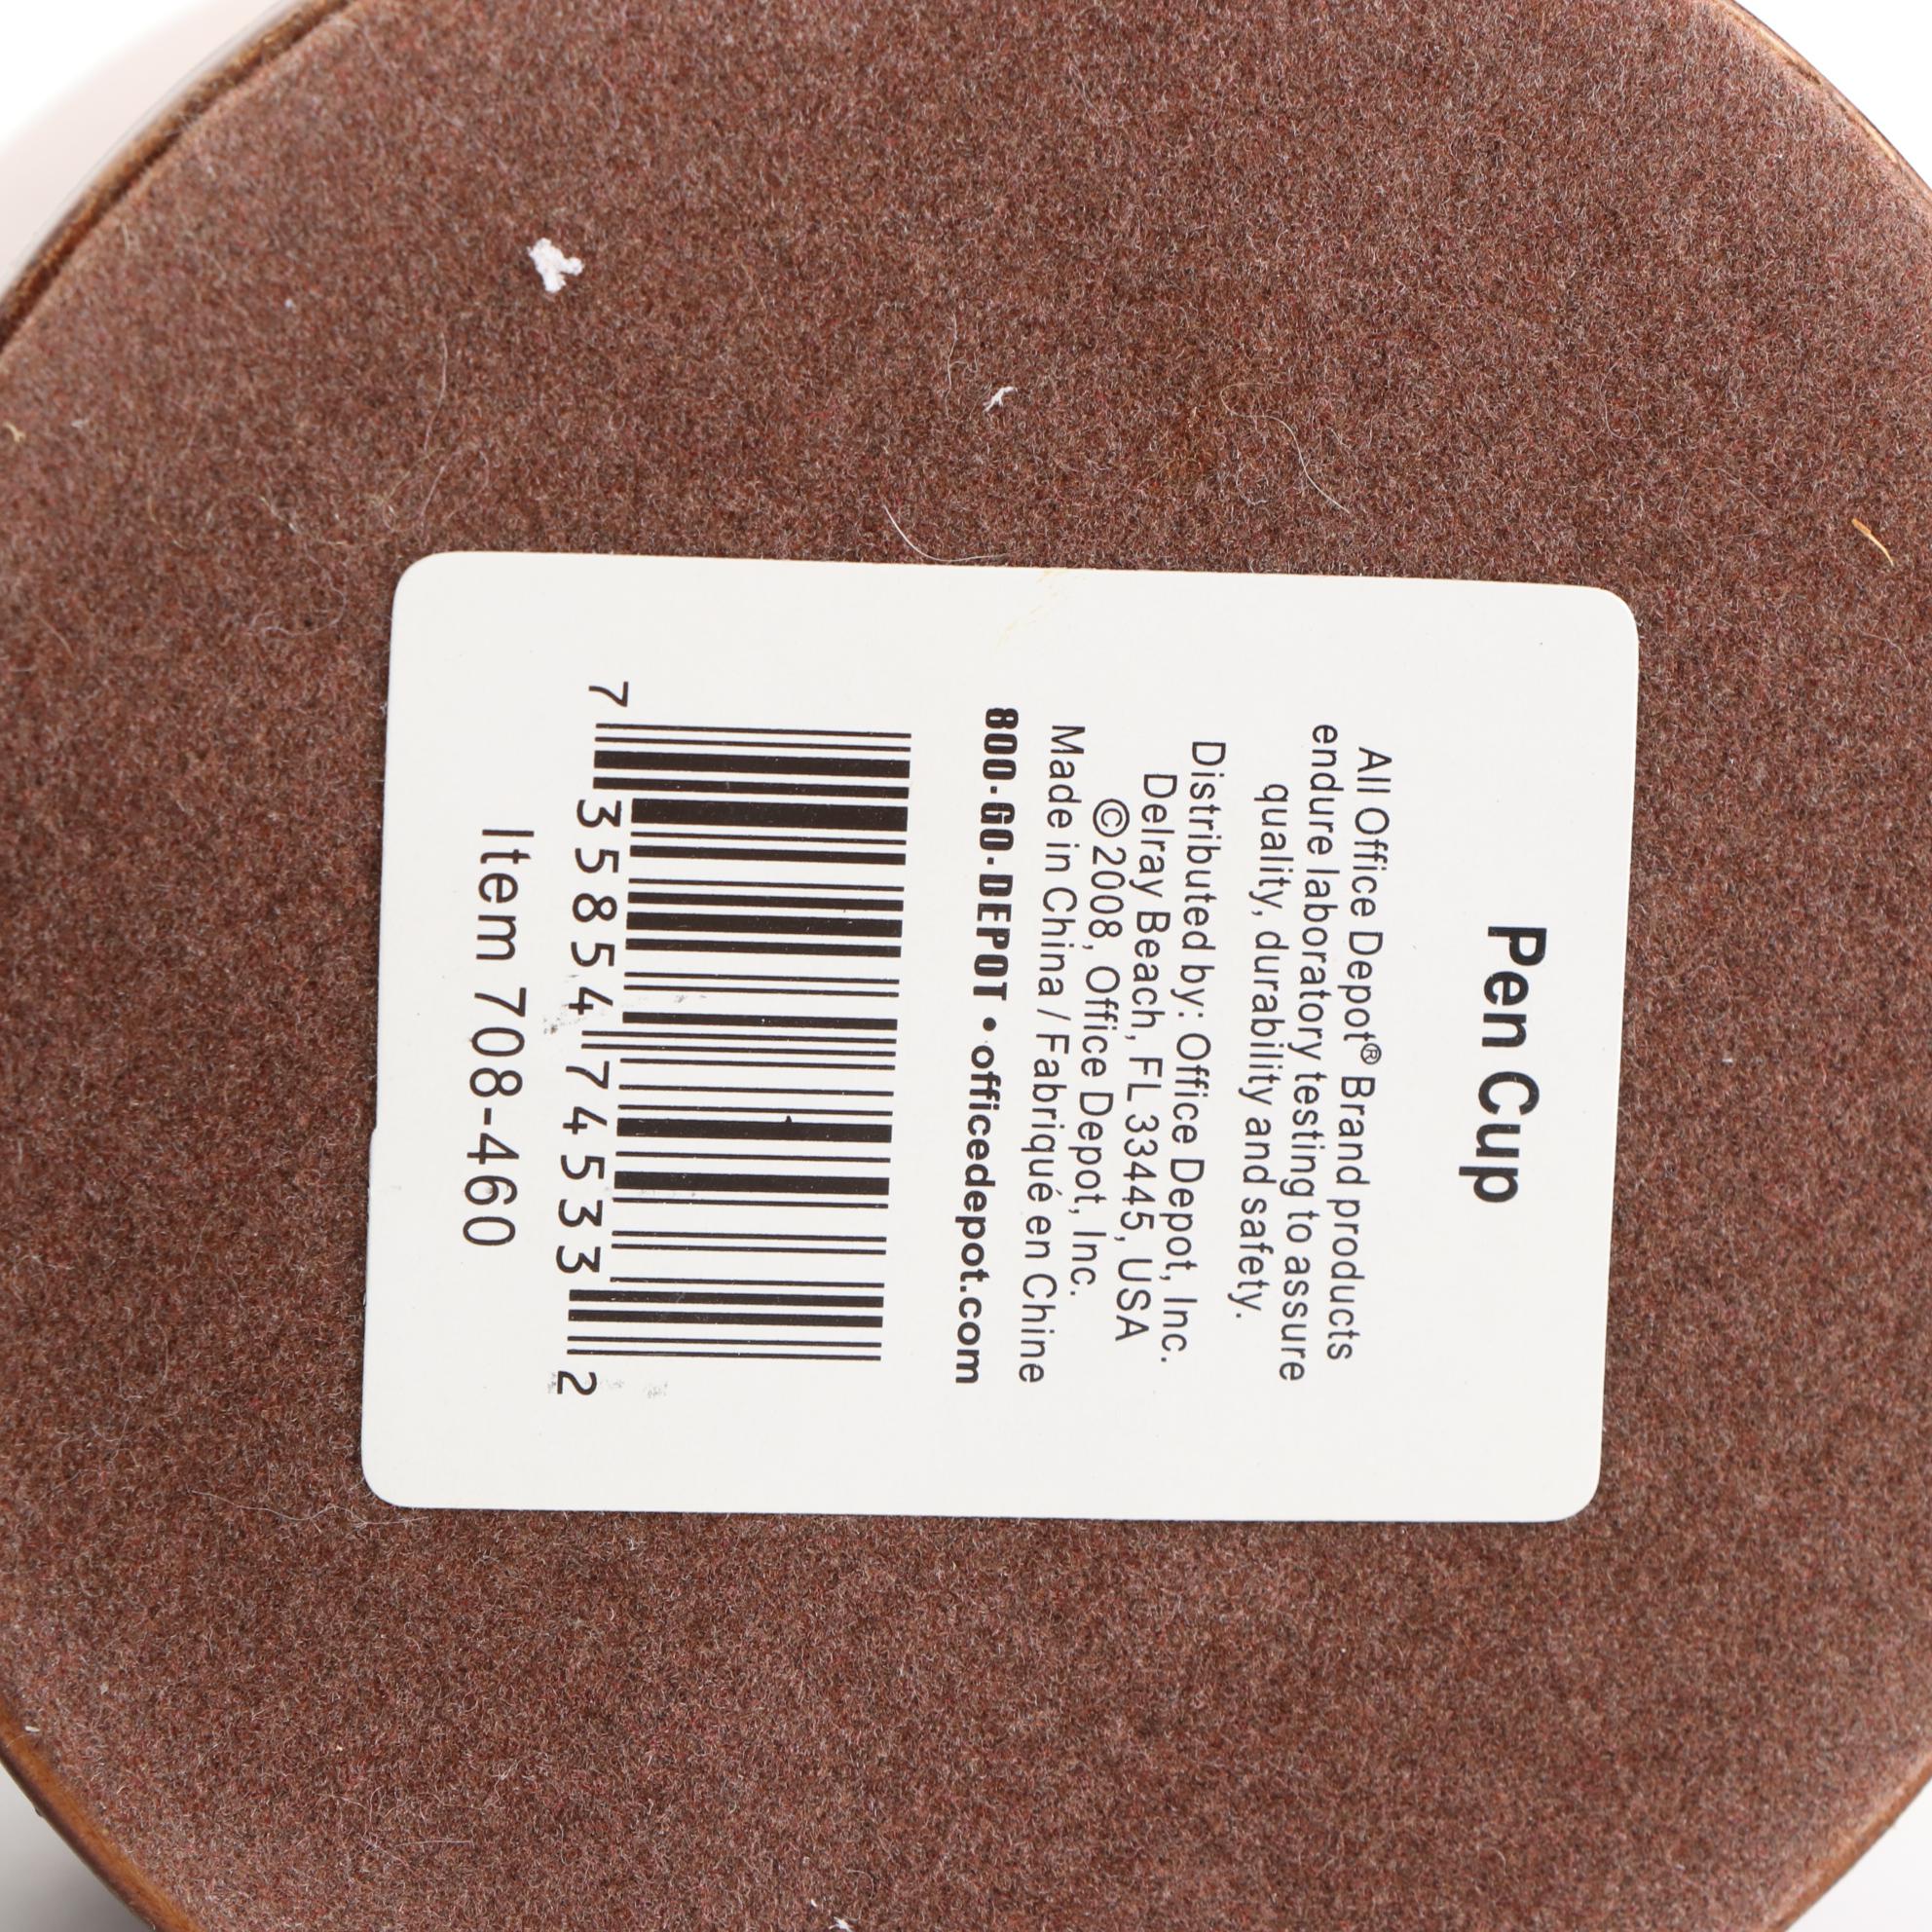 Pen Cup
All Office Depot® Brand products
endure laboratory testing to assure
quality, durability and safety.
Distributed by: Office Depot, Inc.
Delray Beach, FL 33445, USA
©2008, Office Depot, Inc.
Made in China / Fabriqué en Chine
800·GO·DEPOT • officedepot.com
7 35854 74533 2
Item 708-460